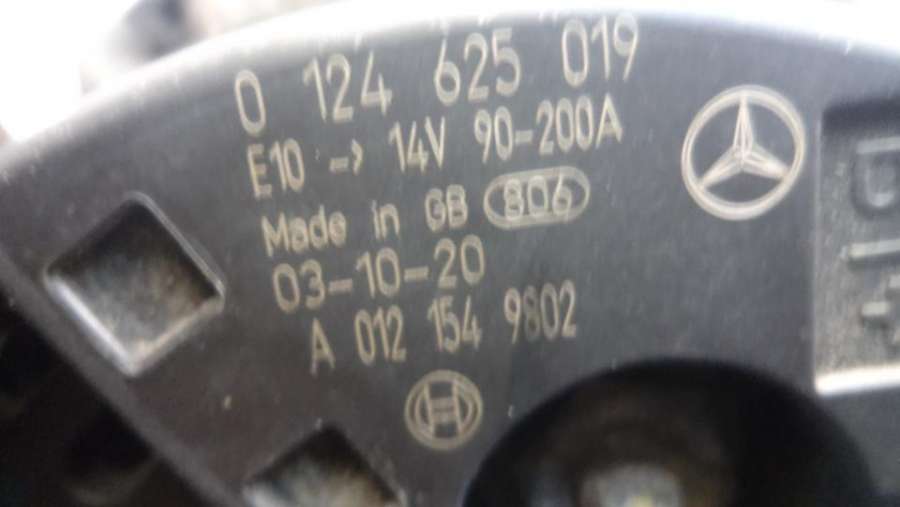 0 124 625 019
E10 -> 14V 90-200A
Made in GB 806
03-10-20
A 012 154 9802